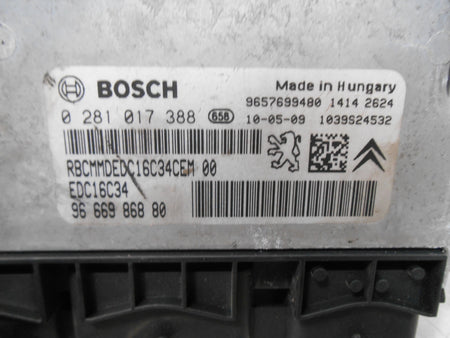 BOSCH
Made in Hungary
9657699480 1414 2624
0 281 017 388 658 10-05-09 1039S24532
RBCMMDEDC16C34CEM 00
EDC16C34
96 669 868 80